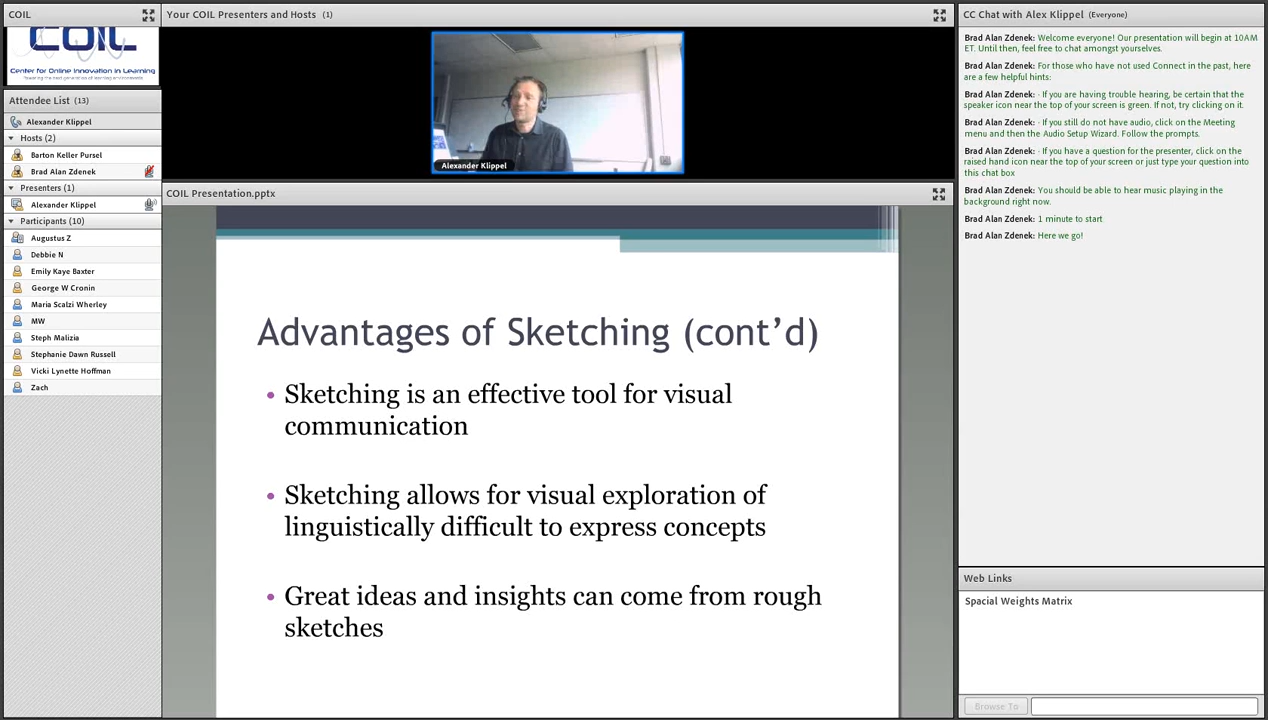 COIL
COIL
Center for Online Innovation in Learning
Attendee List (13)
Alexander Klippel
Hosts (2)
Barton Keller Pursel
Brad Alan Zdenek
Presenters (1)
Alexander Klippel
Participants (10)
Augustus Z
Debbie N
Emily Kaye Baxter
George W Cronin
Maria Scalzi Wherley
MW
Steph Malizia
Stephanie Dawn Russell
Vicki Lynette Hoffman
Zach
Your COIL Presenters and Hosts (1)
Alexander Klippel
COIL Presentation.pptx
Advantages of Sketching (cont’d)
• Sketching is an effective tool for visual
communication
• Sketching allows for visual exploration of
linguistically difficult to express concepts
• Great ideas and insights can come from rough
sketches
CC Chat with Alex Klippel (Everyone)
Brad Alan Zdenek: Welcome everyone! Our presentation will begin at 10AM
ET. Until then, feel free to chat amongst yourselves.
Brad Alan Zdenek: For those who have not used Connect in the past, here
are a few helpful hints:
Brad Alan Zdenek: · If you are having trouble hearing, be certain that the
speaker icon near the top of your screen is green. If not, try clicking on it.
Brad Alan Zdenek: · If you still do not have audio, click on the Meeting
menu and then the Audio Setup Wizard. Follow the prompts.
Brad Alan Zdenek: · If you have a question for the presenter, click on the
raised hand icon near the top of your screen or just type your question into
this chat box
Brad Alan Zdenek: You should be able to hear music playing in the
background right now.
Brad Alan Zdenek: 1 minute to start
Brad Alan Zdenek: Here we go!
Web Links
Spacial Weights Matrix
Browse To